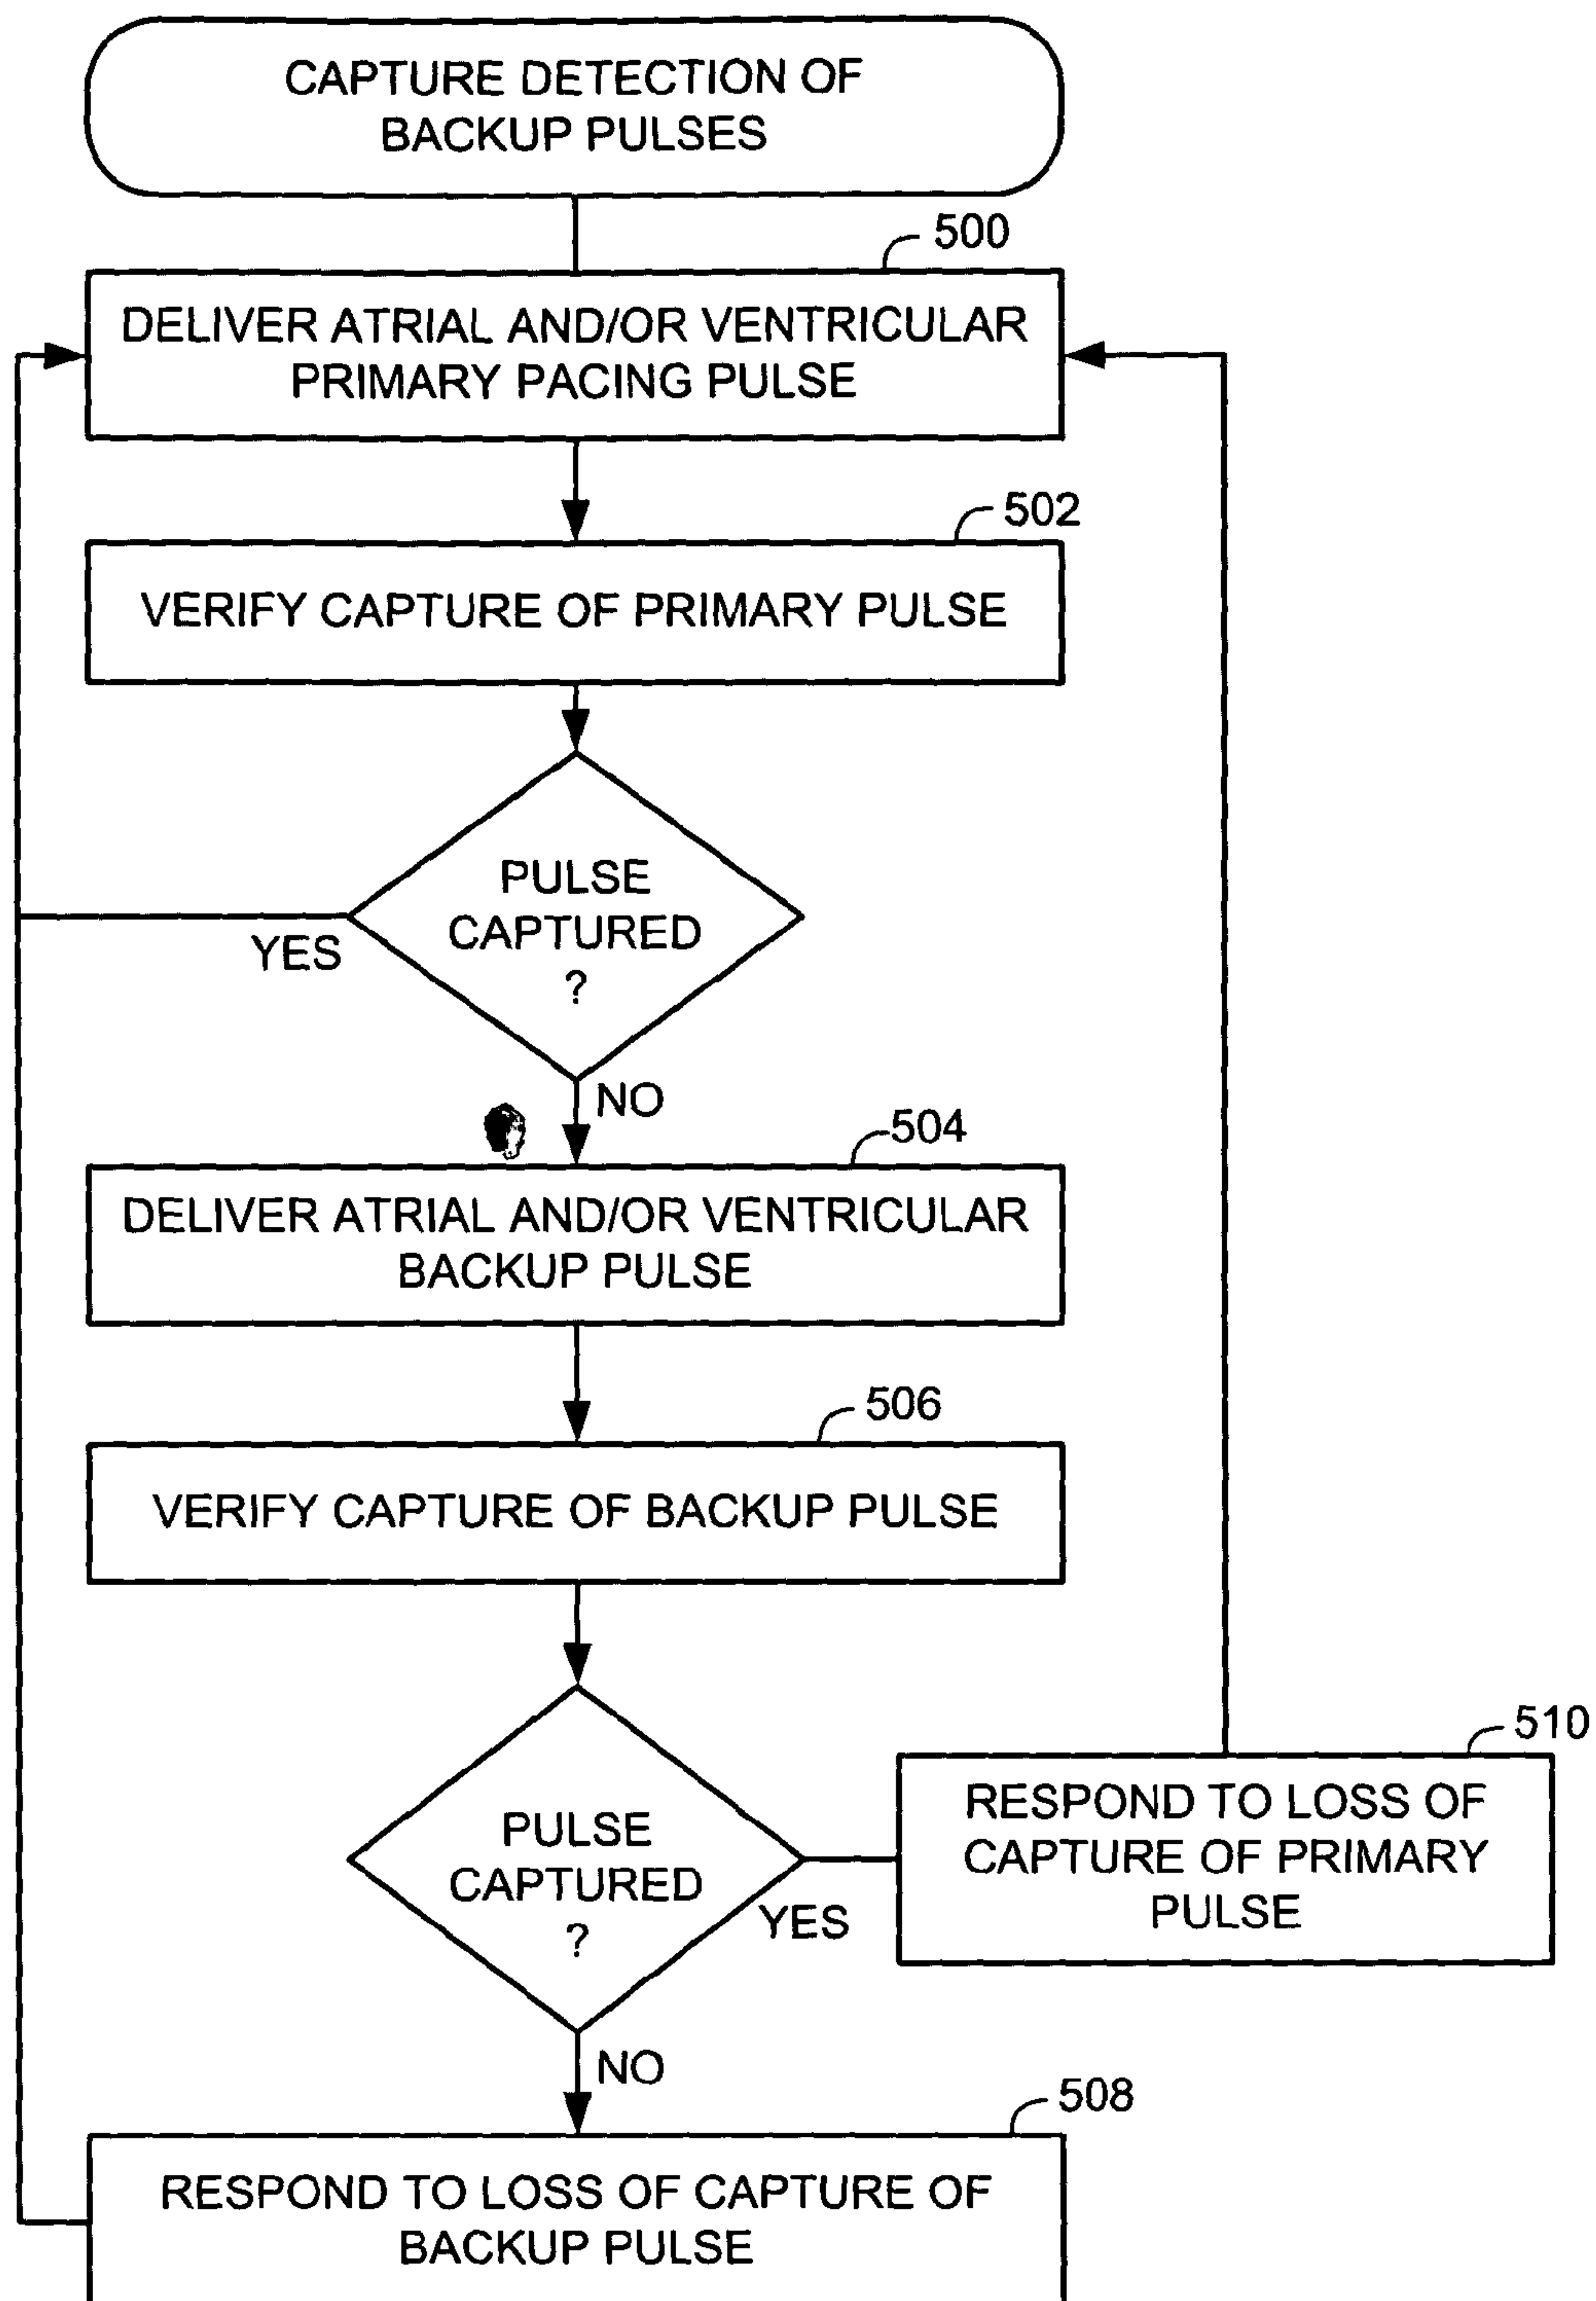 CAPTURE DETECTION OF
BACKUP PULSES
500
DELIVER ATRIAL AND/OR VENTRICULAR
PRIMARY PACING PULSE
502
VERIFY CAPTURE OF PRIMARY PULSE
PULSE
CAPTURED
?
YES
NO
504
DELIVER ATRIAL AND/OR VENTRICULAR
BACKUP PULSE
506
VERIFY CAPTURE OF BACKUP PULSE
PULSE
CAPTURED
?
YES
510
RESPOND TO LOSS OF
CAPTURE OF PRIMARY
PULSE
NO
508
RESPOND TO LOSS OF CAPTURE OF
BACKUP PULSE